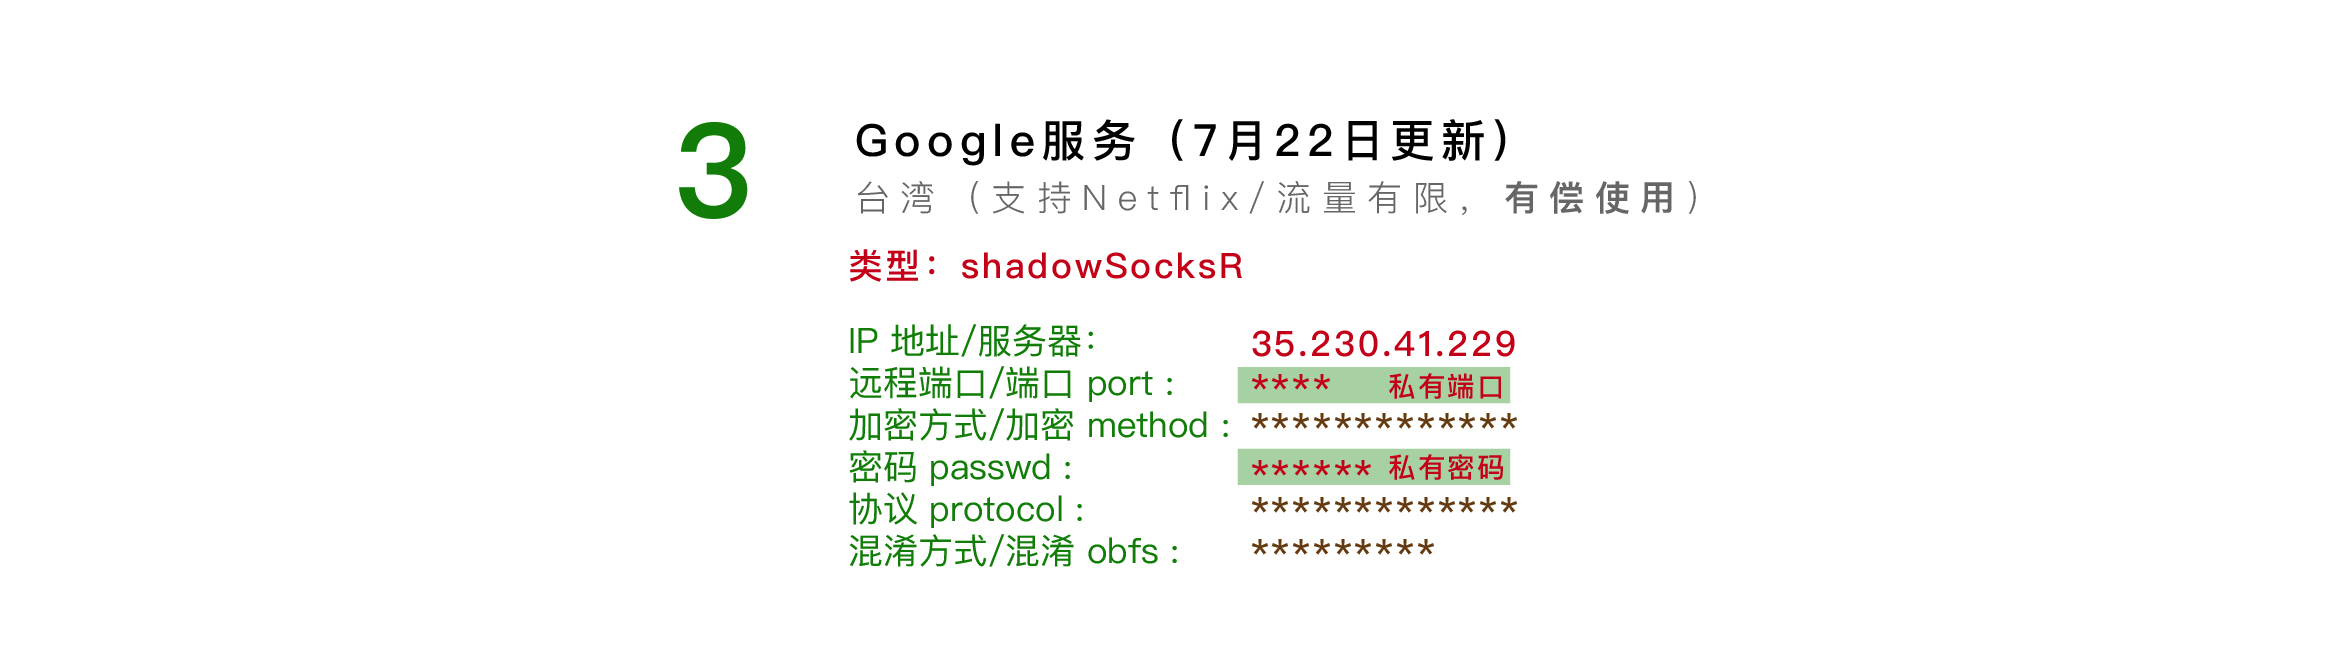 3
Google服务（7月22日更新）
台湾（支持Netflix/流量有限，有偿使用）
类型：shadowSocksR
IP 地址/服务器： 35.230.41.229
远程端口/端口 port : **** 私有端口
加密方式/加密 method : *************
密码 passwd : ****** 私有密码
协议 protocol : *************
混淆方式/混淆 obfs : *********